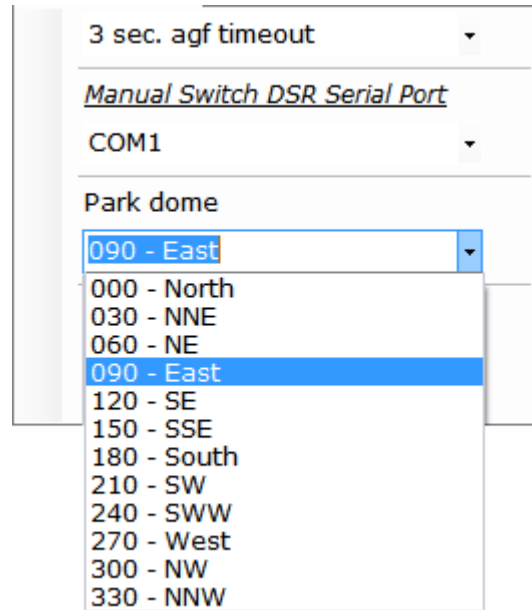 3 sec. agf timeout
Manual Switch DSR Serial Port
COM1
Park dome
090 - East
000 - North
030 - NNE
060 - NE
090 - East
120 - SE
150 - SSE
180 - South
210 - SW
240 - SWW
270 - West
300 - NW
330 - NNW